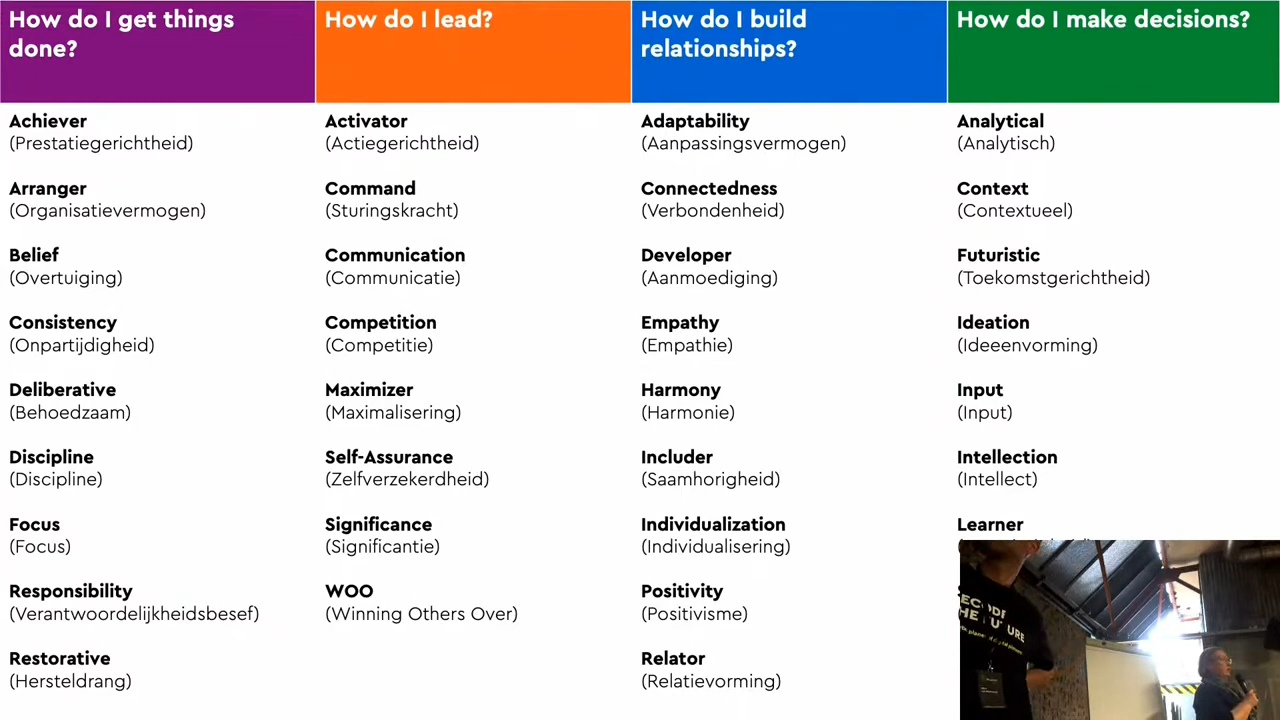 How do I get things
done?
Achiever
(Prestatiegerichtheid)
Arranger
(Organisatievermogen)
Belief
(Overtuiging)
Consistency
(Onpartijdigheid)
Deliberative
(Behoedzaam)
Discipline
(Discipline)
Focus
(Focus)
Responsibility
(Verantwoordelijkheidsbesef)
Restorative
(Hersteldrang)
How do I lead?
Activator
(Actiegerichtheid)
Command
(Sturingskracht)
Communication
(Communicatie)
Competition
(Competitie)
Maximizer
(Maximalisering)
Self-Assurance
(Zelfverzekerdheid)
Significance
(Significantie)
WOO
(Winning Others Over)
How do I build
relationships?
Adaptability
(Aanpassingsvermogen)
Connectedness
(Verbondenheid)
Developer
(Aanmoediging)
Empathy
(Empathie)
Harmony
(Harmonie)
Includer
(Saamhorigheid)
Individualization
(Individualisering)
Positivity
(Positivisme)
Relator
(Relatievorming)
How do I make decisions?
Analytical
(Analytisch)
Context
(Contextueel)
Futuristic
(Toekomstgerichtheid)
Ideation
(Ideeenvorming)
Input
(Input)
Intellection
(Intellect)
Learner